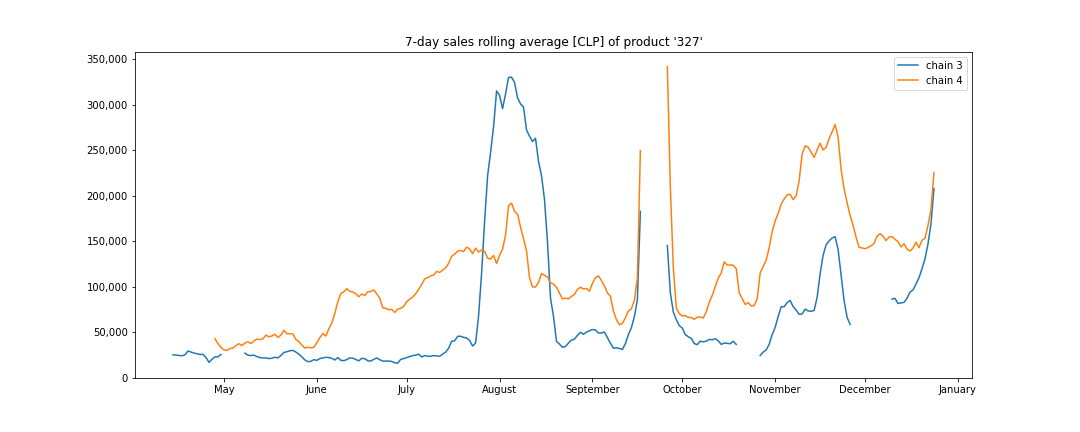 7-day sales rolling average [CLP] of product '327'
350,000
300,000
250,000
200,000
150,000
100,000
50,000
0
chain 3
chain 4
May June July August September October November December January